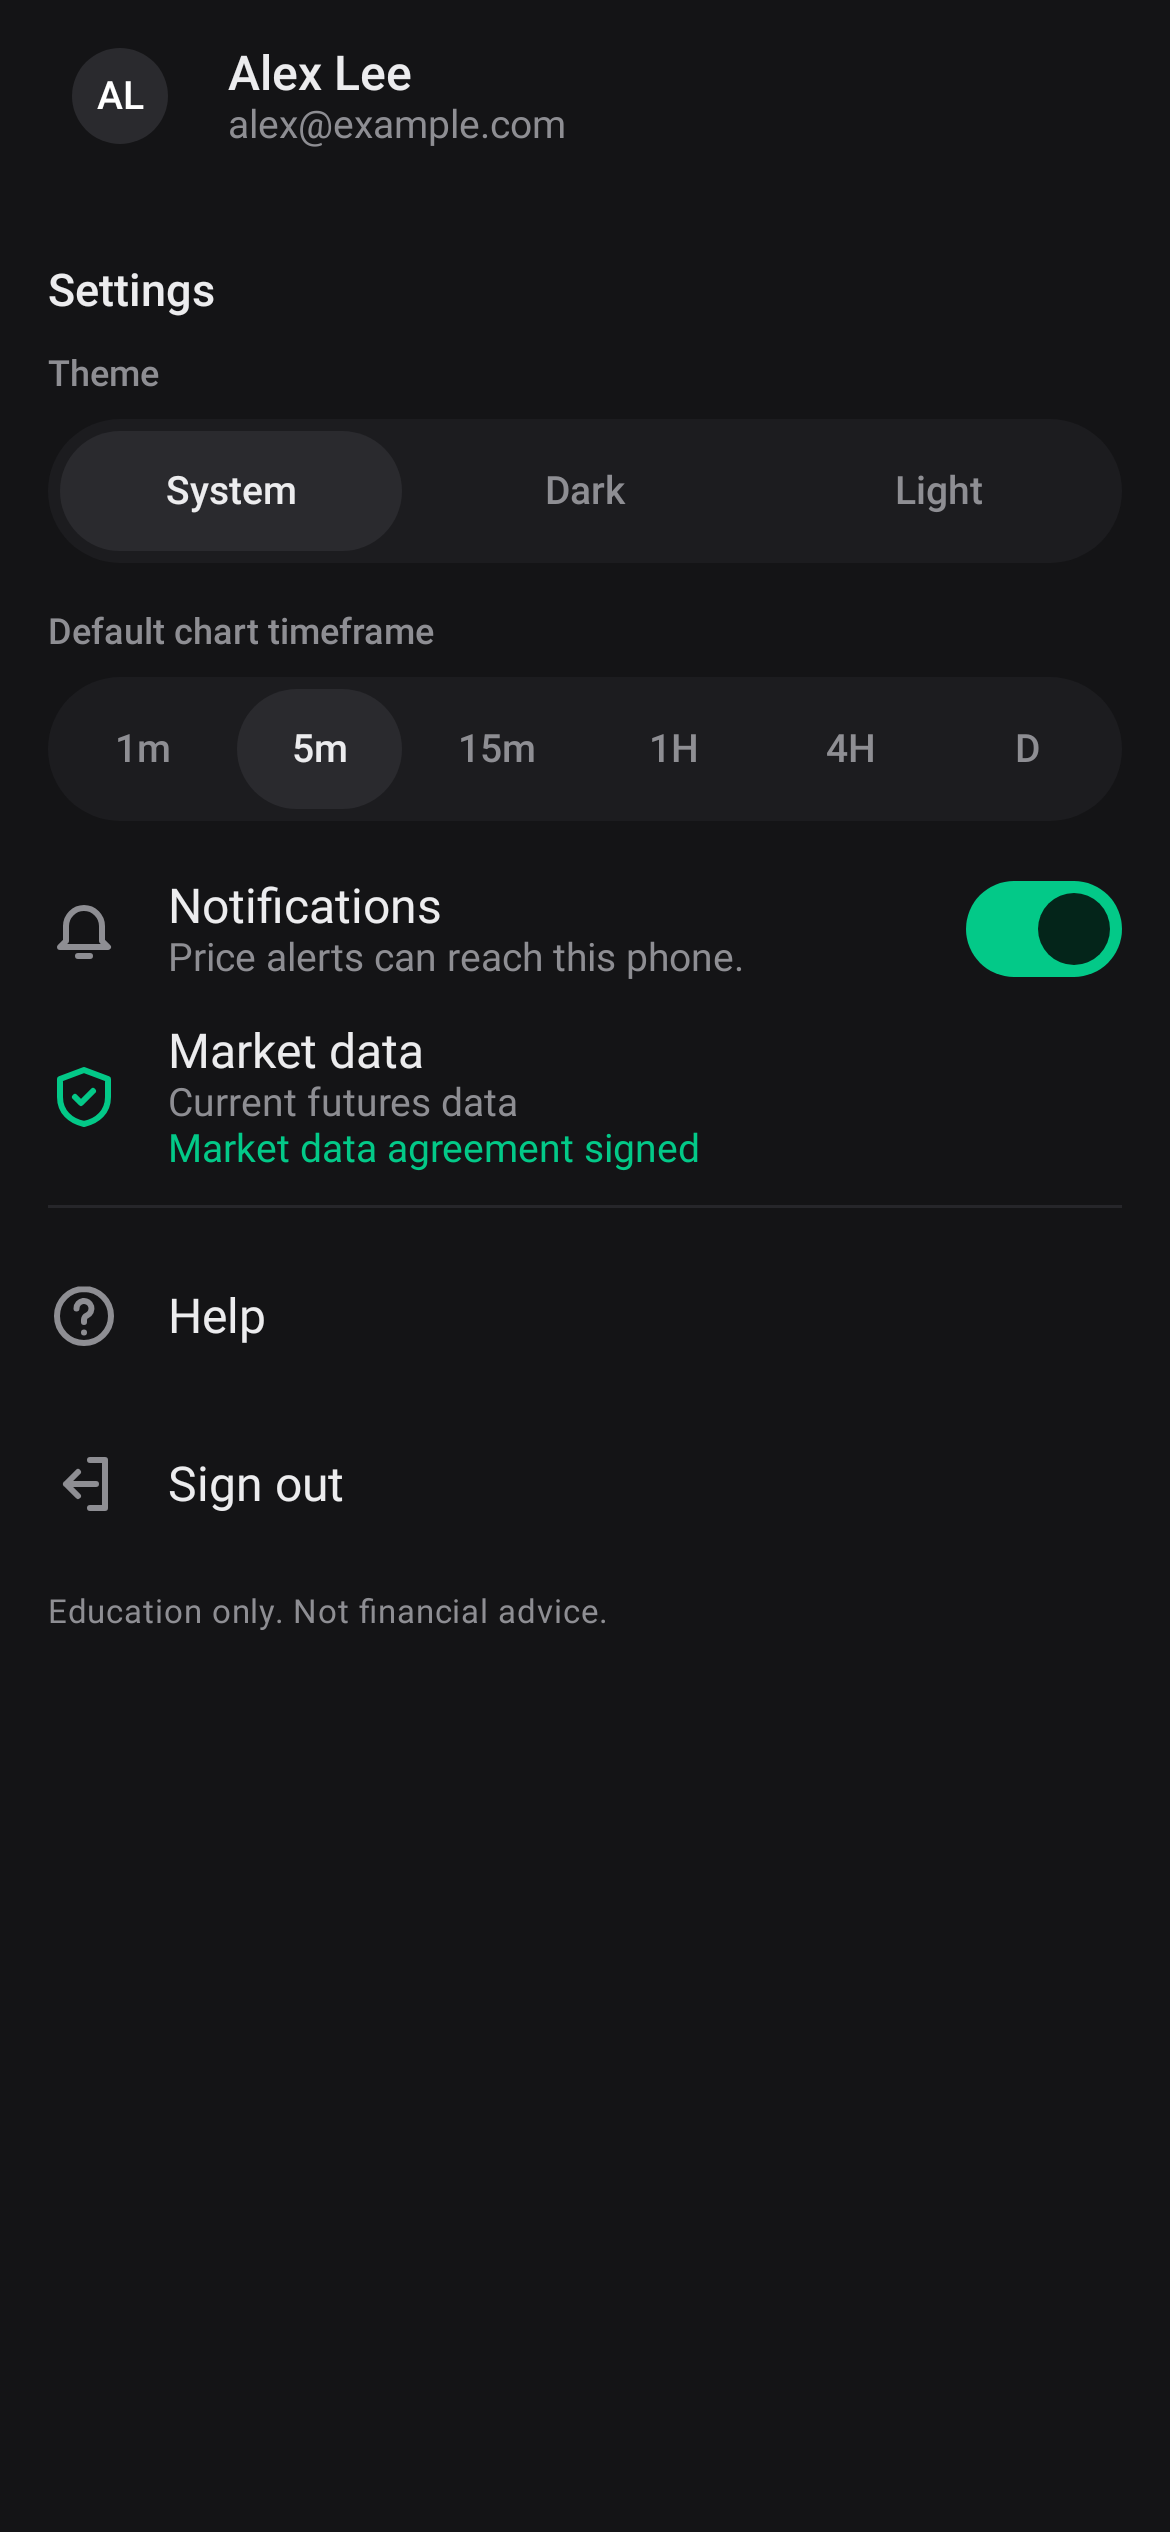 AL
Alex Lee
alex@example.com
Settings
Theme
System Dark Light
Default chart timeframe
1m 5m 15m 1H 4H D
Notifications
Price alerts can reach this phone.
Market data
Current futures data
Market data agreement signed
Help
Sign out
Education only. Not financial advice.